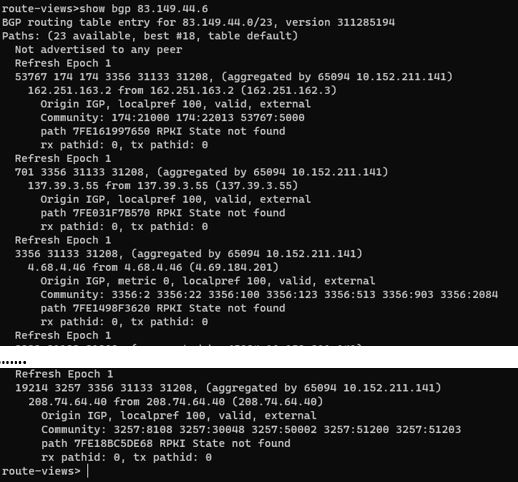 route-views>show bgp 83.149.44.6
BGP routing table entry for 83.149.44.0/23, version 311285194
Paths: (23 available, best #18, table default)
  Not advertised to any peer
  Refresh Epoch 1
  53767 174 174 3356 31133 31208, (aggregated by 65094 10.152.211.141)
    162.251.163.2 from 162.251.163.2 (162.251.162.3)
      Origin IGP, localpref 100, valid, external
      Community: 174:21000 174:22013 53767:5000
      path 7FE161997650 RPKI State not found
      rx pathid: 0, tx pathid: 0
  Refresh Epoch 1
  701 3356 31133 31208, (aggregated by 65094 10.152.211.141)
    137.39.3.55 from 137.39.3.55 (137.39.3.55)
      Origin IGP, localpref 100, valid, external
      path 7FE031F7B570 RPKI State not found
      rx pathid: 0, tx pathid: 0
  Refresh Epoch 1
  3356 31133 31208, (aggregated by 65094 10.152.211.141)
    4.68.4.46 from 4.68.4.46 (4.69.184.201)
      Origin IGP, metric 0, localpref 100, valid, external
      Community: 3356:2 3356:22 3356:100 3356:123 3356:513 3356:903 3356:2084
      path 7FE1498F3620 RPKI State not found
      rx pathid: 0, tx pathid: 0
  Refresh Epoch 1
.......
  Refresh Epoch 1
  19214 3257 3356 31133 31208, (aggregated by 65094 10.152.211.141)
    208.74.64.40 from 208.74.64.40 (208.74.64.40)
      Origin IGP, localpref 100, valid, external
      Community: 3257:8108 3257:30048 3257:50002 3257:51200 3257:51203
      path 7FE18BC5DE68 RPKI State not found
      rx pathid: 0, tx pathid: 0
route-views>